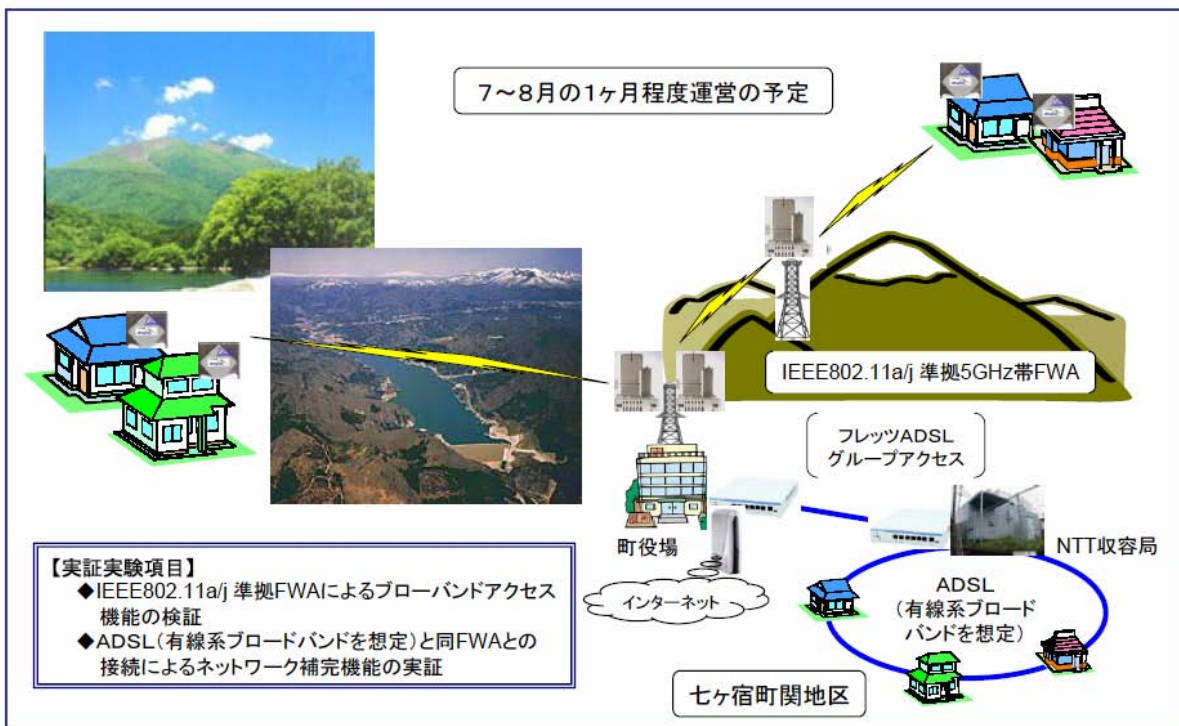 7～8月の1ヶ月程度運営の予定
IEEE802.11a/j 準拠5GHz帯FWA
フレッツADSL
グループアクセス
町役場
NTT収容局
インターネット
ADSL
(有線系ブロード
バンドを想定)
七ヶ宿町関地区
【実証実験項目】
◆IEEE802.11a/j 準拠FWAによるブローバンドアクセス
機能の検証
◆ADSL(有線系ブロードバンドを想定)と同FWAとの
接続によるネットワーク補完機能の実証